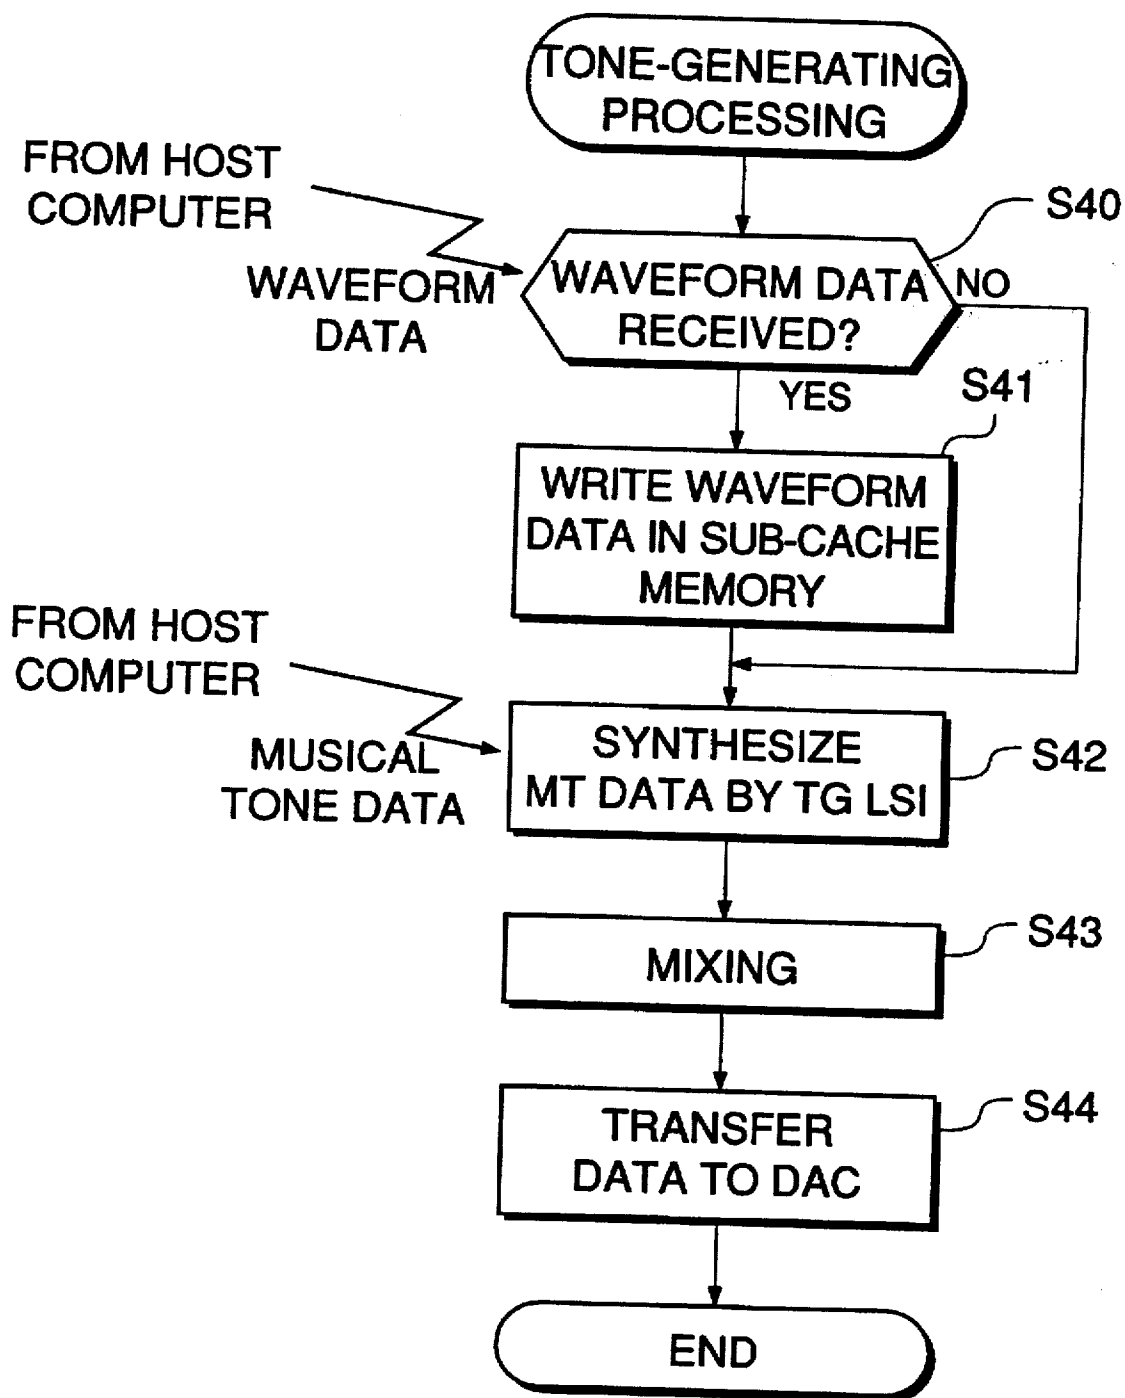 TONE-GENERATING
PROCESSING
FROM HOST
COMPUTER
S40
WAVEFORM
DATA
WAVEFORM DATA
RECEIVED?
NO
YES
S41
WRITE WAVEFORM
DATA IN SUB-CACHE
MEMORY
FROM HOST
COMPUTER
MUSICAL
TONE DATA
SYNTHESIZE
MT DATA BY TG LSI
S42
MIXING
S43
TRANSFER
DATA TO DAC
S44
END